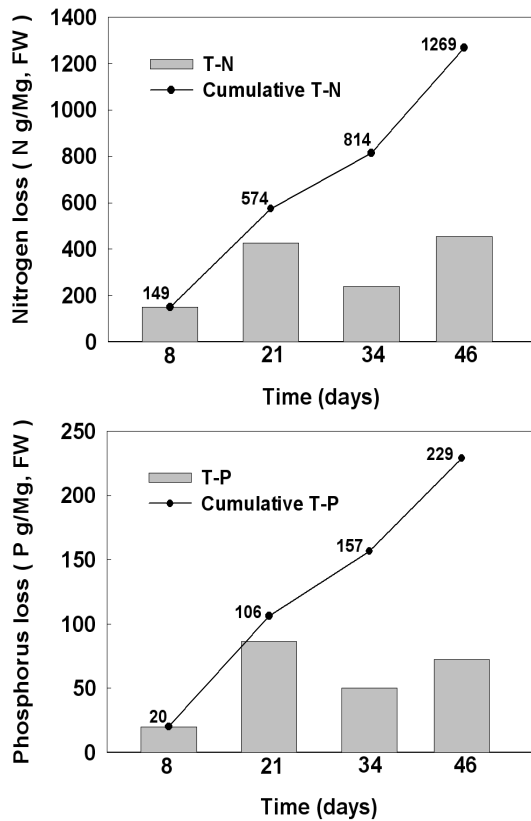 1400
1200
1000
800
600
400
200
0
Nitrogen loss ( N g/Mg, FW)
T-N
Cumulative T-N
149
574
814
1269
8 21 34 46
Time (days)
250
200
150
100
50
0
Phosphorus loss ( P g/Mg, FW)
T-P
Cumulative T-P
20
106
157
229
8 21 34 46
Time (days)